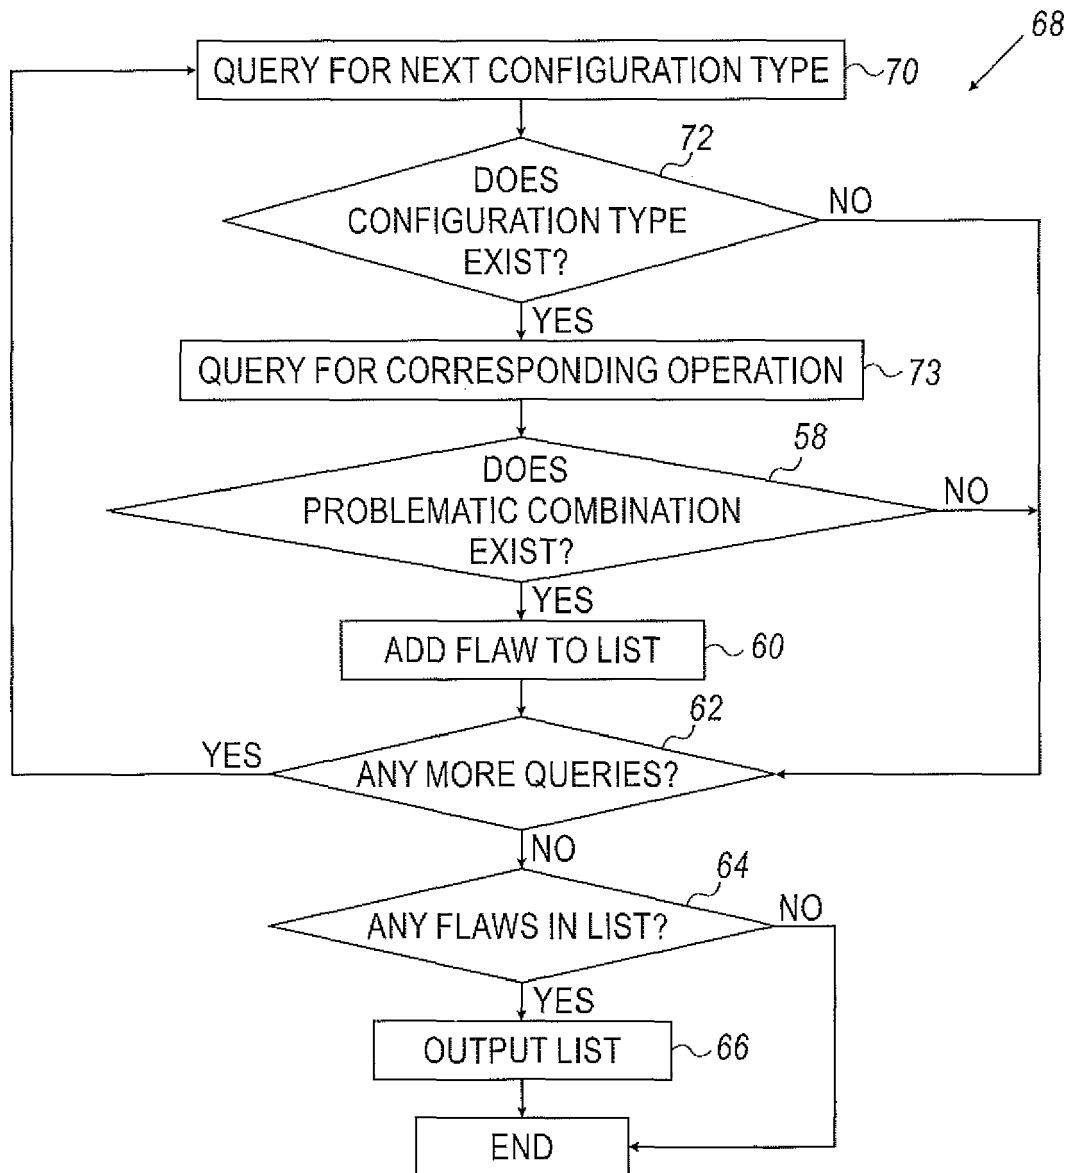 68
QUERY FOR NEXT CONFIGURATION TYPE
70
72
DOES
CONFIGURATION TYPE
EXIST?
NO
YES
QUERY FOR CORRESPONDING OPERATION
73
58
DOES
PROBLEMATIC COMBINATION
EXIST?
NO
YES
ADD FLAW TO LIST
60
62
YES
ANY MORE QUERIES?
NO
64
ANY FLAWS IN LIST?
NO
YES
OUTPUT LIST
66
END